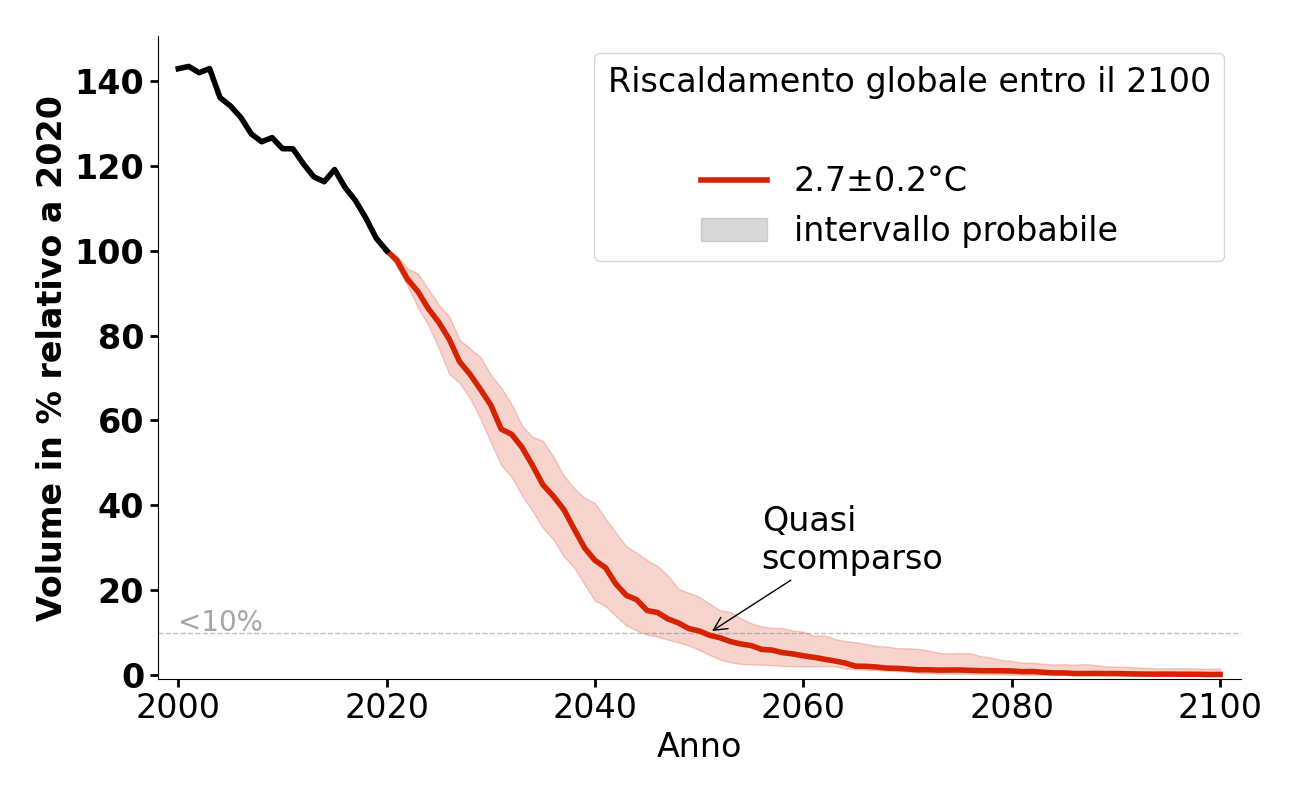 Volume in % relativo a 2020
140
120
100
80
60
40
20
0
Riscaldamento globale entro il 2100
2.7±0.2°C
intervallo probabile
Quasi
scomparso
<10%
2000
2020
2040
2060
2080
2100
Anno